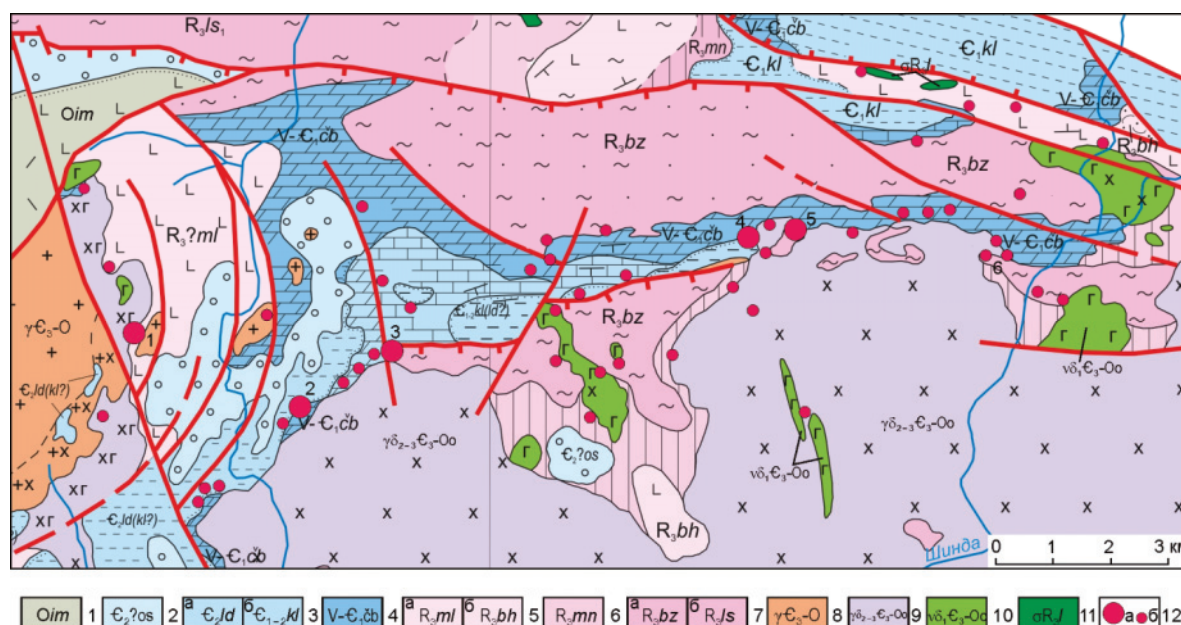 R₃ls₁
V-Є₁čb
R₃mn
Є₁kl
σR₃l
Oim
V-Є₁čb
Є₁kl
V-Є₁čb
R₃bz
R₃bz
R₃bh
R₃?ml
V-Є₁čb
4
5
V-Є₁čb
6
γЄ₃-O
1
Є₁₋₂kl(ld?)
R₃bz
3
Є₂ld(kl?)
νδ₁Є₃-Oo
2
V-Є₁čb
γδ₂₋₃Є₃-Oo
γδ₂₋₃Є₃-Oo
Є₂?os
νδ₁Є₃-Oo
Є₂ld(kl?)
R₃bh
V-Є₁čb
Шинда
0 1 2 3 км
Oim 1 Є₂?os 2 а Є₂ld б Є₁₋₂kl 3 V-Є₁čb 4 а R₃ml б R₃bh 5 R₃mn 6 а R₃bz б R₃ls 7 γЄ₃-O 8 γδ₂₋₃Є₃-Oo 9 νδ₁Є₃-Oo 10 σR₃l 11 а б 12